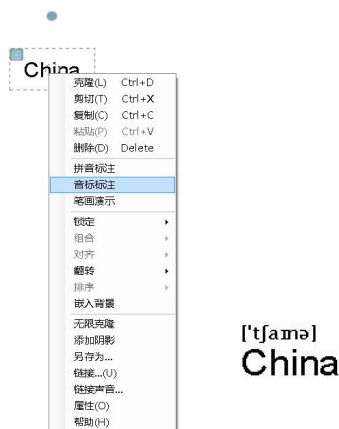 China
克隆(L) Ctrl+D
剪切(T) Ctrl+X
复制(C) Ctrl+C
粘贴(P) Ctrl+V
删除(D) Delete
拼音标注
音标标注
笔画演示
锁定
组合
对齐
翻转
排序
嵌入背景
无限克隆
添加阴影
另存为...
链接...(U)
链接声音...
属性(O)
帮助(H)
['tʃaɪnə]
China